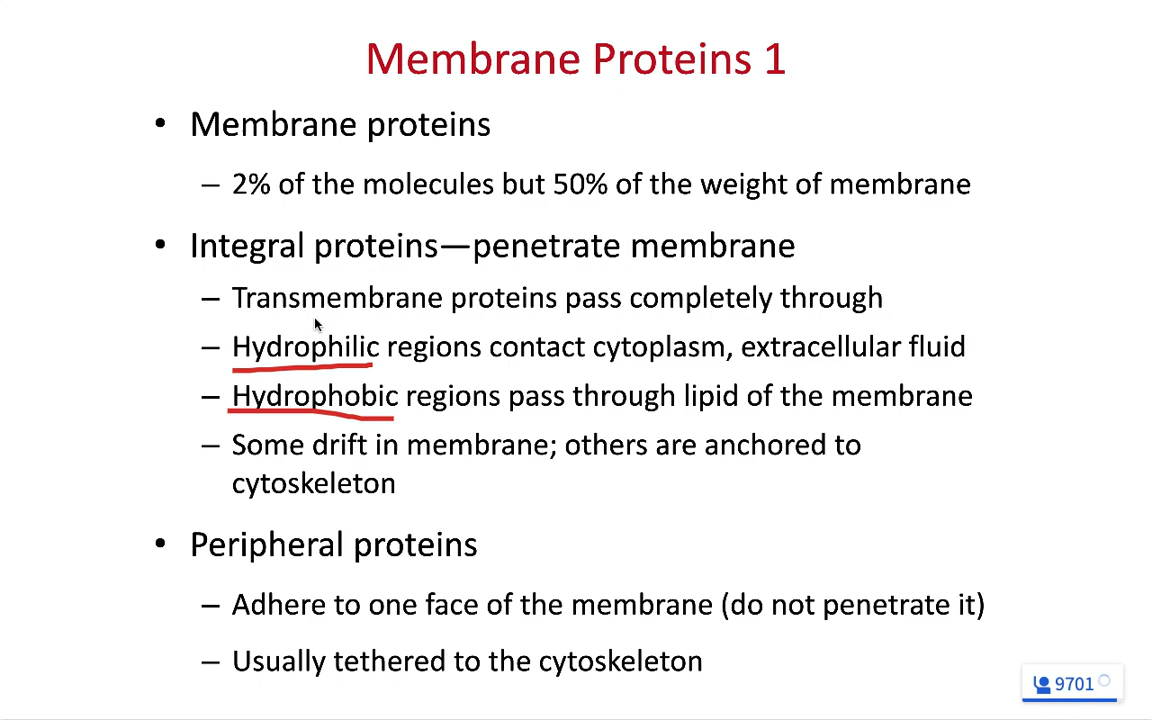 Membrane Proteins 1
• Membrane proteins
– 2% of the molecules but 50% of the weight of membrane
• Integral proteins—penetrate membrane
– Transmembrane proteins pass completely through
– Hydrophilic regions contact cytoplasm, extracellular fluid
– Hydrophobic regions pass through lipid of the membrane
– Some drift in membrane; others are anchored to
cytoskeleton
• Peripheral proteins
– Adhere to one face of the membrane (do not penetrate it)
– Usually tethered to the cytoskeleton
9701